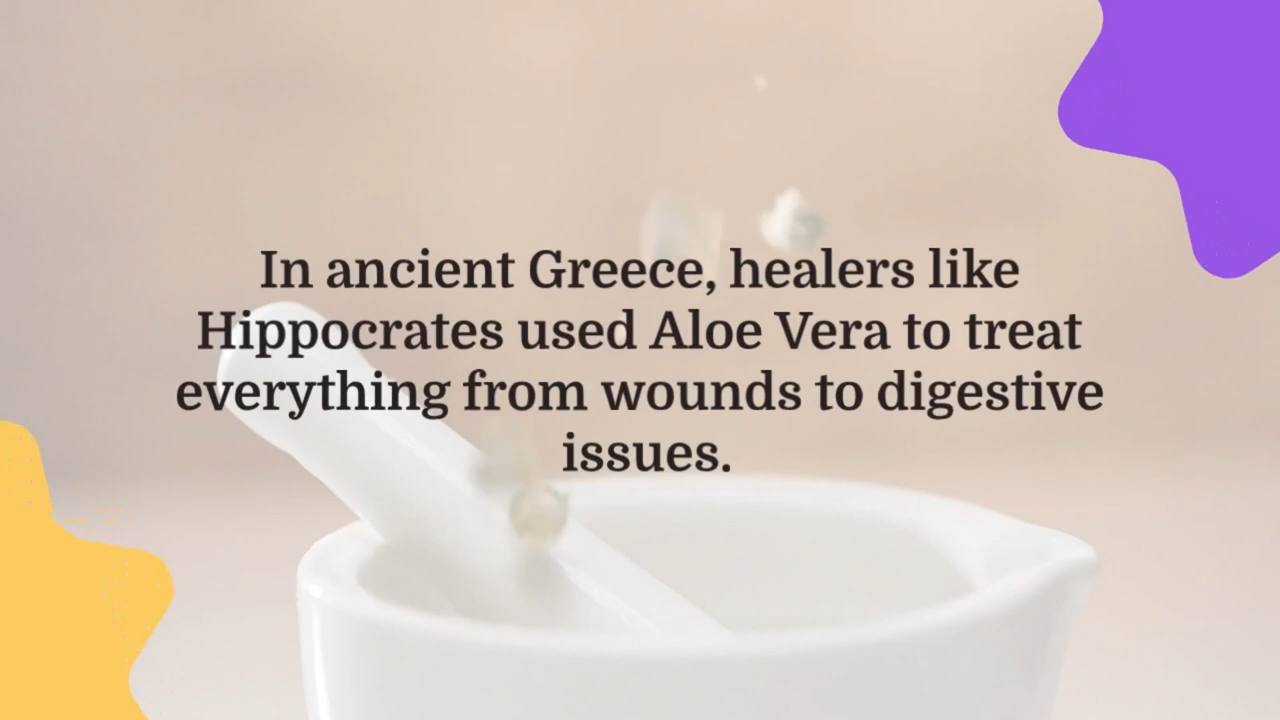 In ancient Greece, healers like
Hippocrates used Aloe Vera to treat
everything from wounds to digestive
issues.